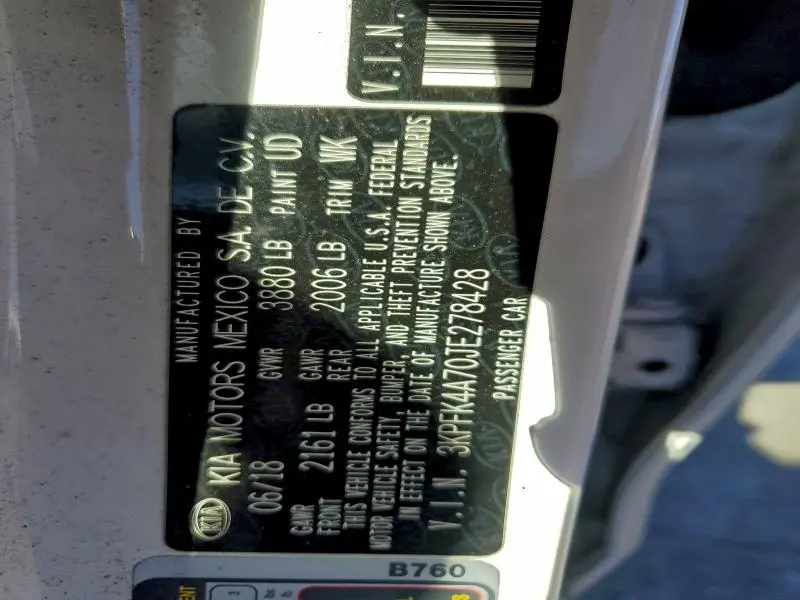 V.I.N.
MANUFACTURED BY
KIA KIA MOTORS MEXICO S.A. DE C.V.
06/18 GVWR 3880 LB PAINT UD
GAWR FRONT 2161 LB GAWR REAR 2006 LB TRIM WK
THIS VEHICLE CONFORMS TO ALL APPLICABLE U.S.A. FEDERAL
MOTOR VEHICLE SAFETY, BUMPER, AND THEFT PREVENTION STANDARDS
IN EFFECT ON THE DATE OF MANUFACTURE SHOWN ABOVE.
V.I.N. 3KPFK4A70JE278428
PASSENGER CAR
B760